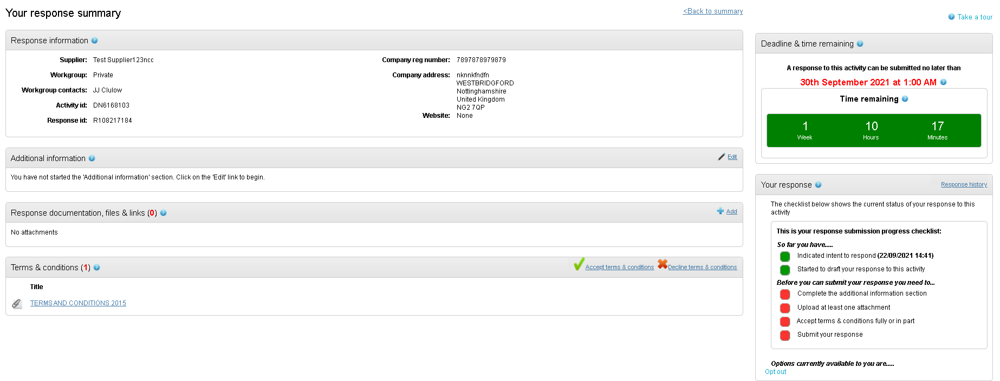 Your response summary
<Back to summary
Take a tour
Response information
Supplier: Test Supplier123ncc
Workgroup: Private
Workgroup contacts: JJ Clulow
Activity id: DN6168103
Response id: R108217184
Company reg number: 7897878979879
Company address: nknnkfndfn
WESTBRIDGFORD
Nottinghamshire
United Kingdom
NG2 7QP
Website: None
Additional information
Edit
You have not started the 'Additional information' section. Click on the 'Edit' link to begin.
Response documentation, files & links (0)
Add
No attachments
Terms & conditions (1)
Accept terms & conditions
Decline terms & conditions
Title
TERMS AND CONDITIONS 2015
Deadline & time remaining
A response to this activity can be submitted no later than
30th September 2021 at 1:00 AM
Time remaining
1 10 17
Week Hours Minutes
Your response
Response history
The checklist below shows the current status of your response to this
activity
This is your response submission progress checklist:
So far you have.....
Indicated intent to respond (22/09/2021 14:41)
Started to draft your response to this activity
Before you can submit your response you need to...
Complete the additional information section
Upload at least one attachment
Accept terms & conditions fully or in part
Submit your response
Options currently available to you are.....
Opt out